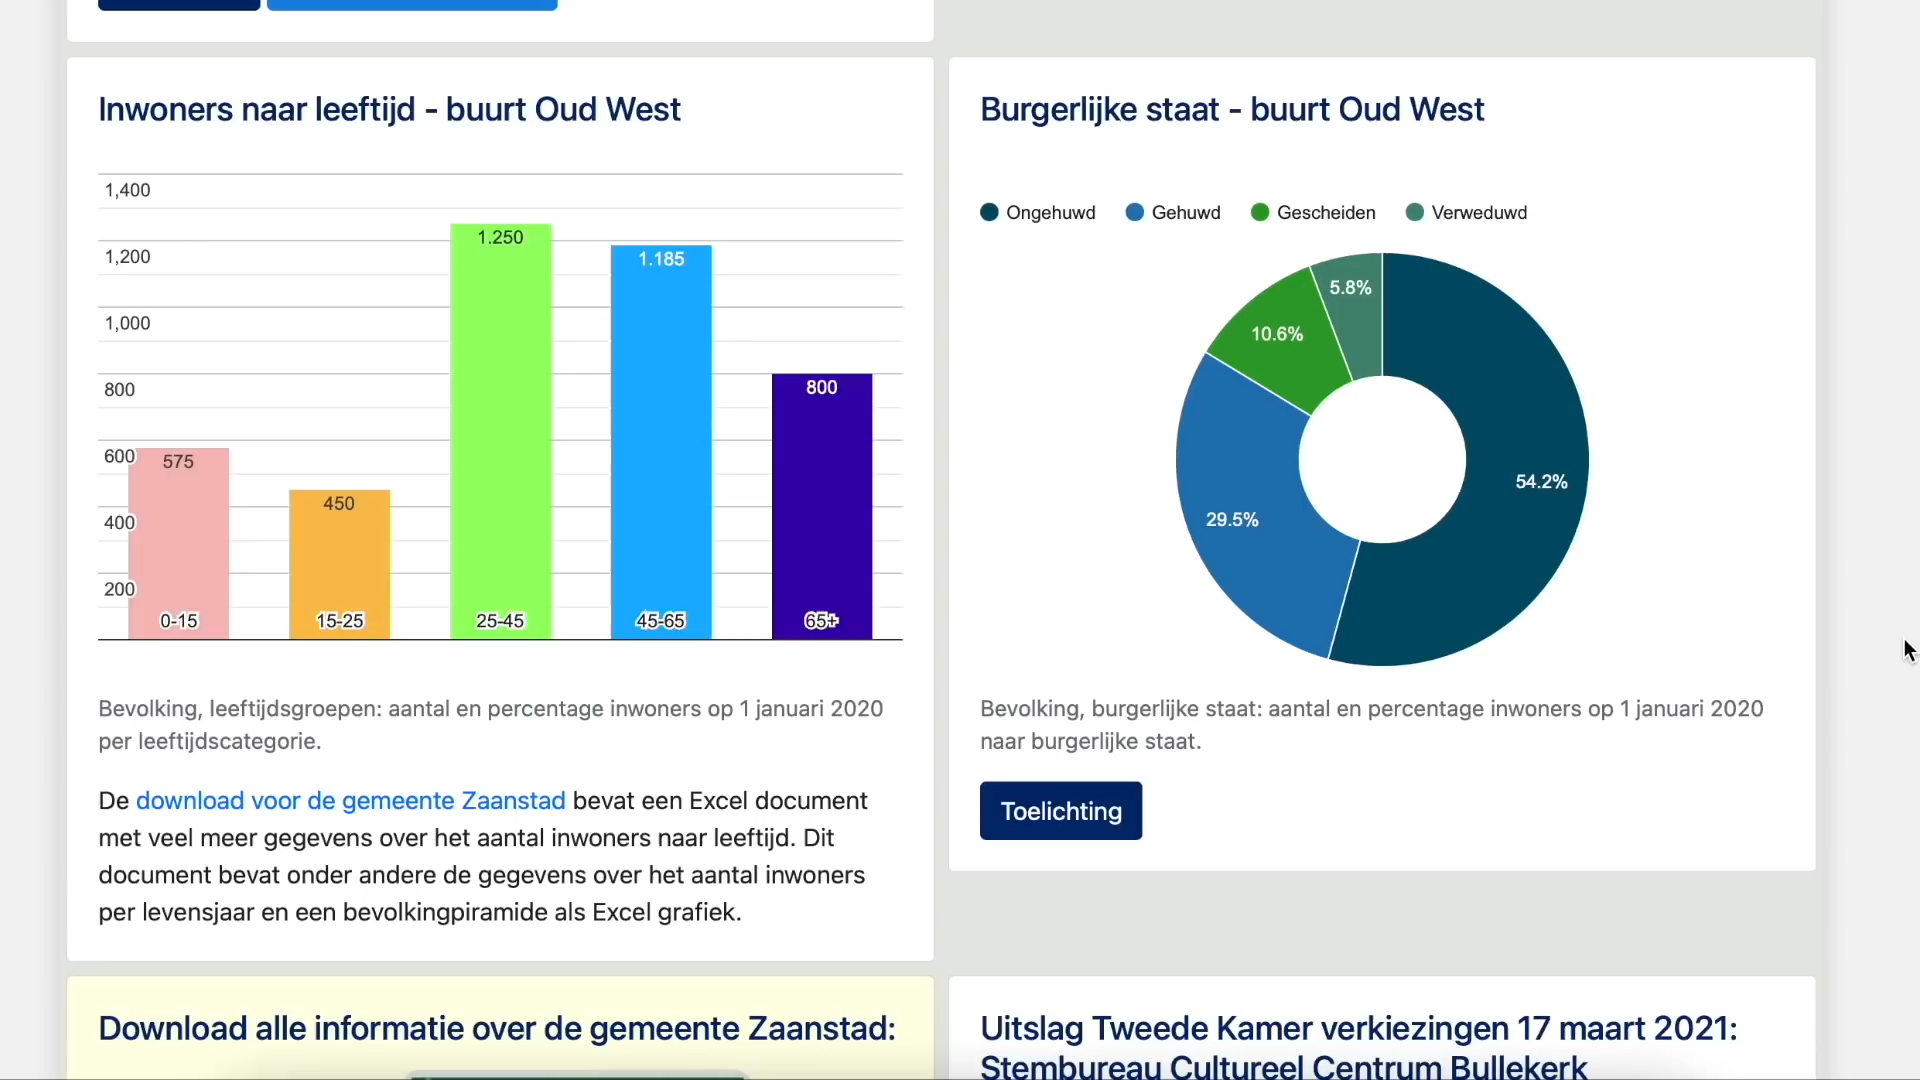 Inwoners naar leeftijd - buurt Oud West
1,400
1,200
1,000
800
600
400
200
575
450
1.250
1.185
800
0-15
15-25
25-45
45-65
65+
Bevolking, leeftijdsgroepen: aantal en percentage inwoners op 1 januari 2020
per leeftijdscategorie.
De download voor de gemeente Zaanstad bevat een Excel document
met veel meer gegevens over het aantal inwoners naar leeftijd. Dit
document bevat onder andere de gegevens over het aantal inwoners
per levensjaar en een bevolkingpiramide als Excel grafiek.
Burgerlijke staat - buurt Oud West
Ongehuwd Gehuwd Gescheiden Verweduwd
5.8%
10.6%
54.2%
29.5%
Bevolking, burgerlijke staat: aantal en percentage inwoners op 1 januari 2020
naar burgerlijke staat.
Toelichting
Download alle informatie over de gemeente Zaanstad:
Uitslag Tweede Kamer verkiezingen 17 maart 2021:
Stembureau Cultureel Centrum Bullekerk